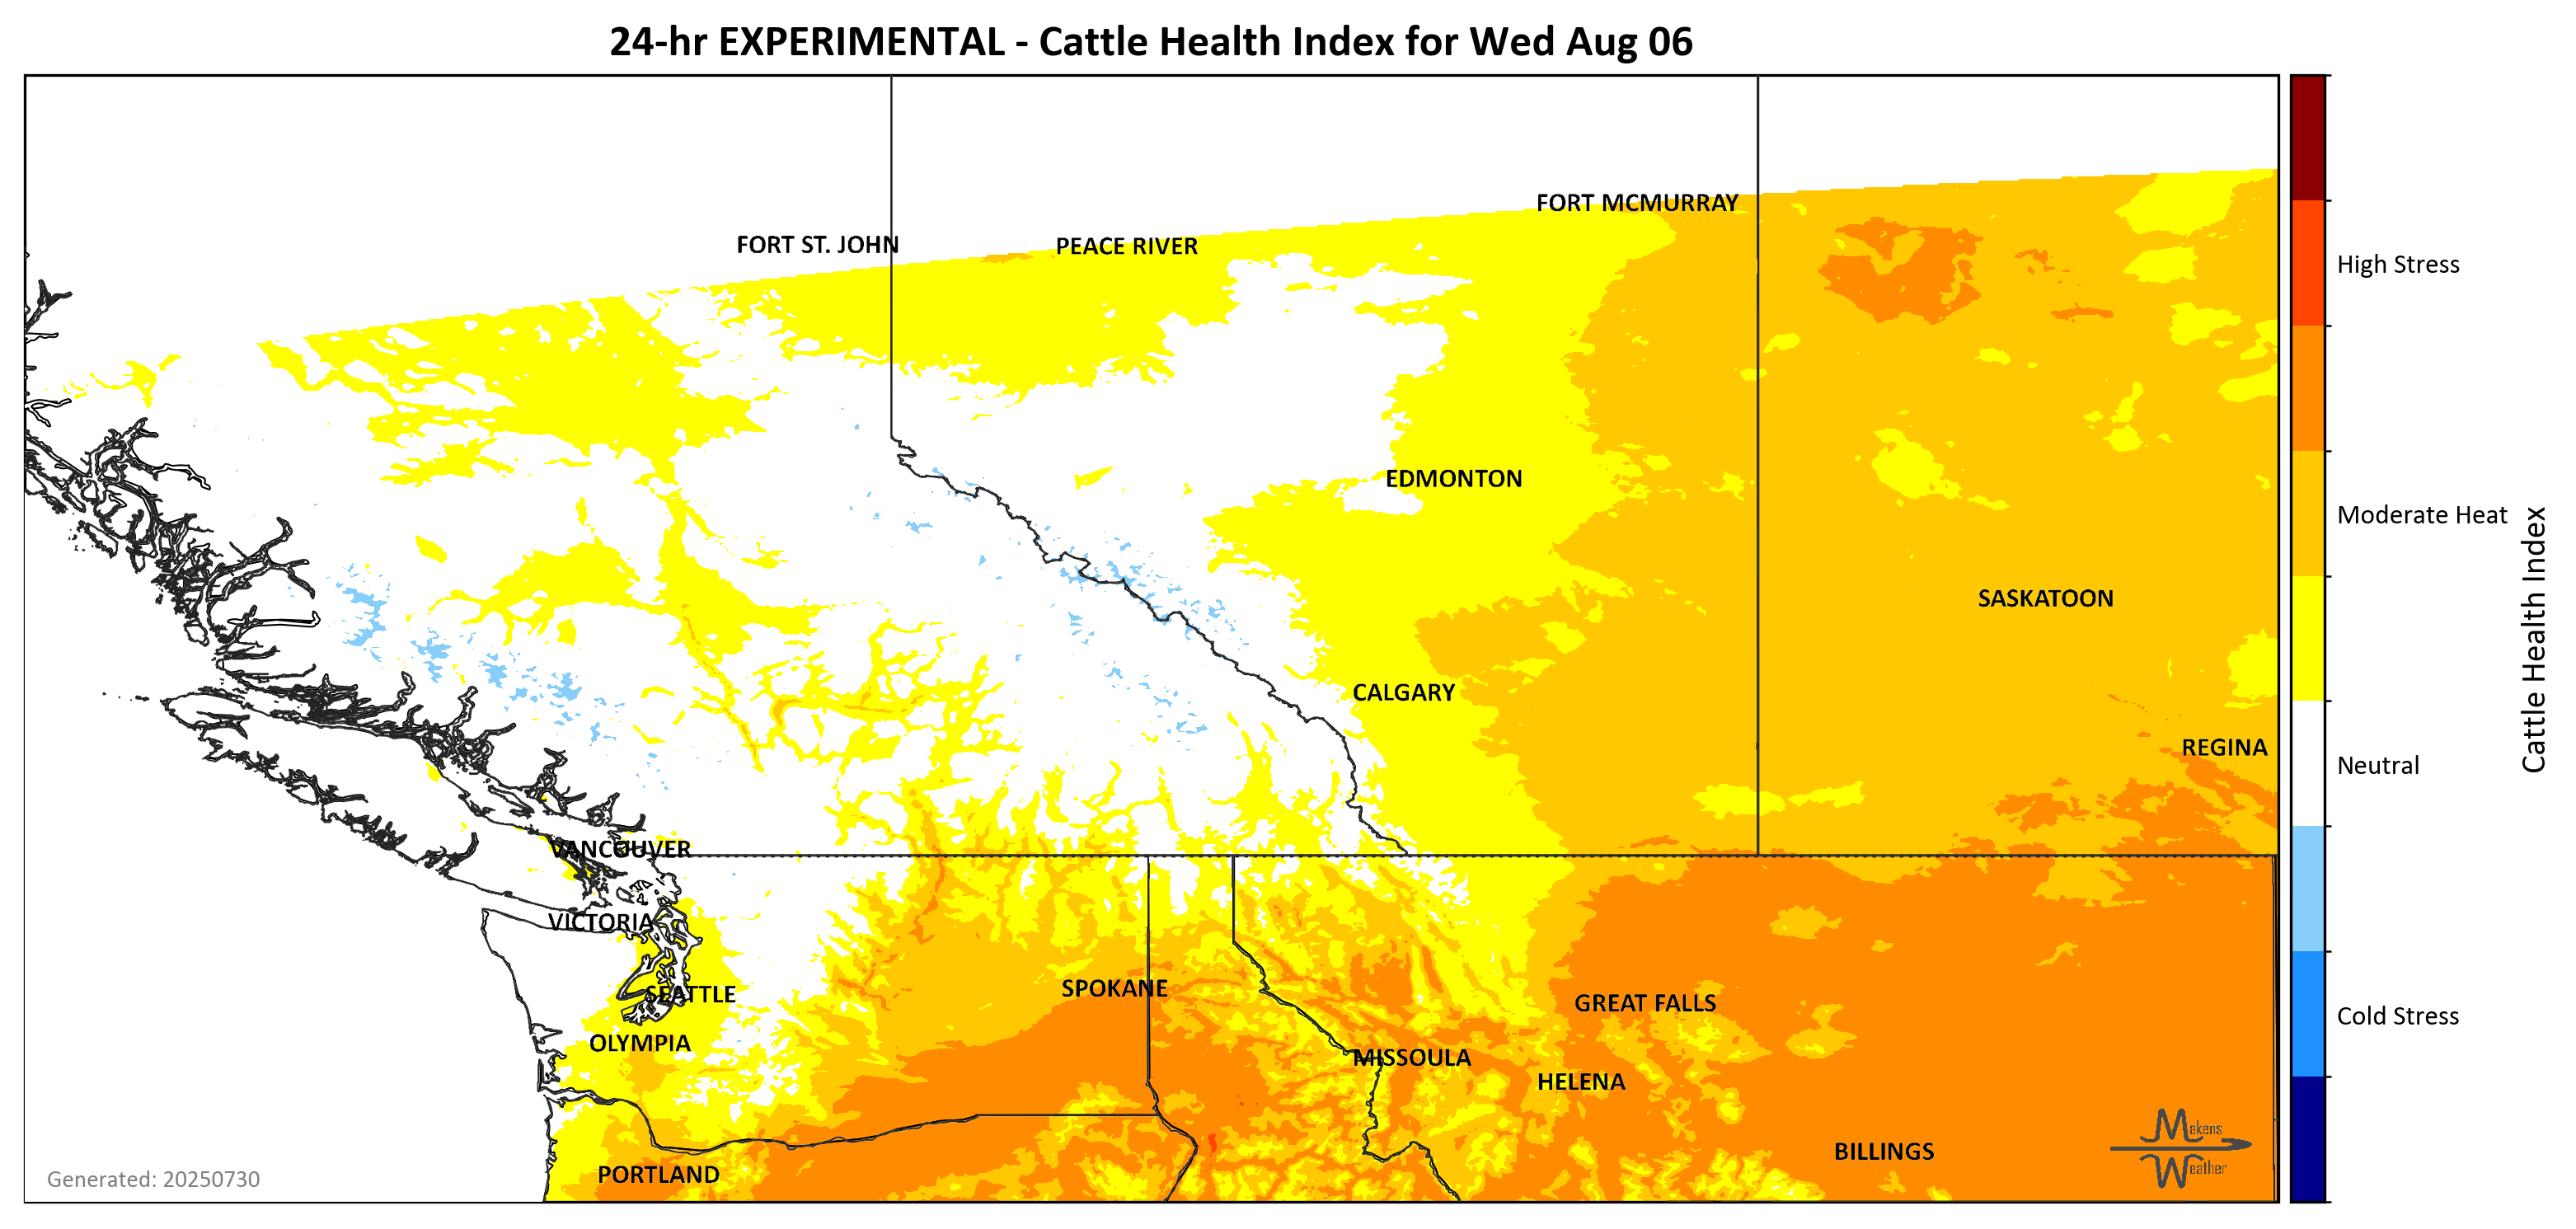 24-hr EXPERIMENTAL - Cattle Health Index for Wed Aug 06
FORT MCMURRAY
FORT ST. JOHN
PEACE RIVER
High Stress
EDMONTON
Moderate Heat
SASKATOON
Cattle Health Index
CALGARY
REGINA
Neutral
VANCOUVER
VICTORIA
SPOKANE
SEATTLE
GREAT FALLS
Cold Stress
OLYMPIA
MISSOULA
HELENA
Makens
Weather
BILLINGS
PORTLAND
Generated: 20250730